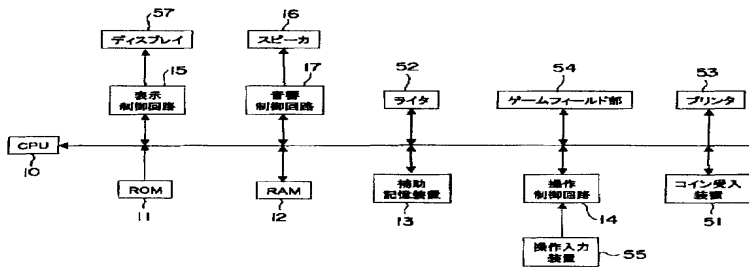 57
ディスプレイ
16
スピーカ
15
表示
制御回路
17
音響
制御回路
52
ライタ
54
ゲームフィールド部
53
プリンタ
CPU
10
ROM
11
RAM
12
補助
記憶装置
13
操作
制御回路
14
コイン受入
装置
51
操作入力
装置
55